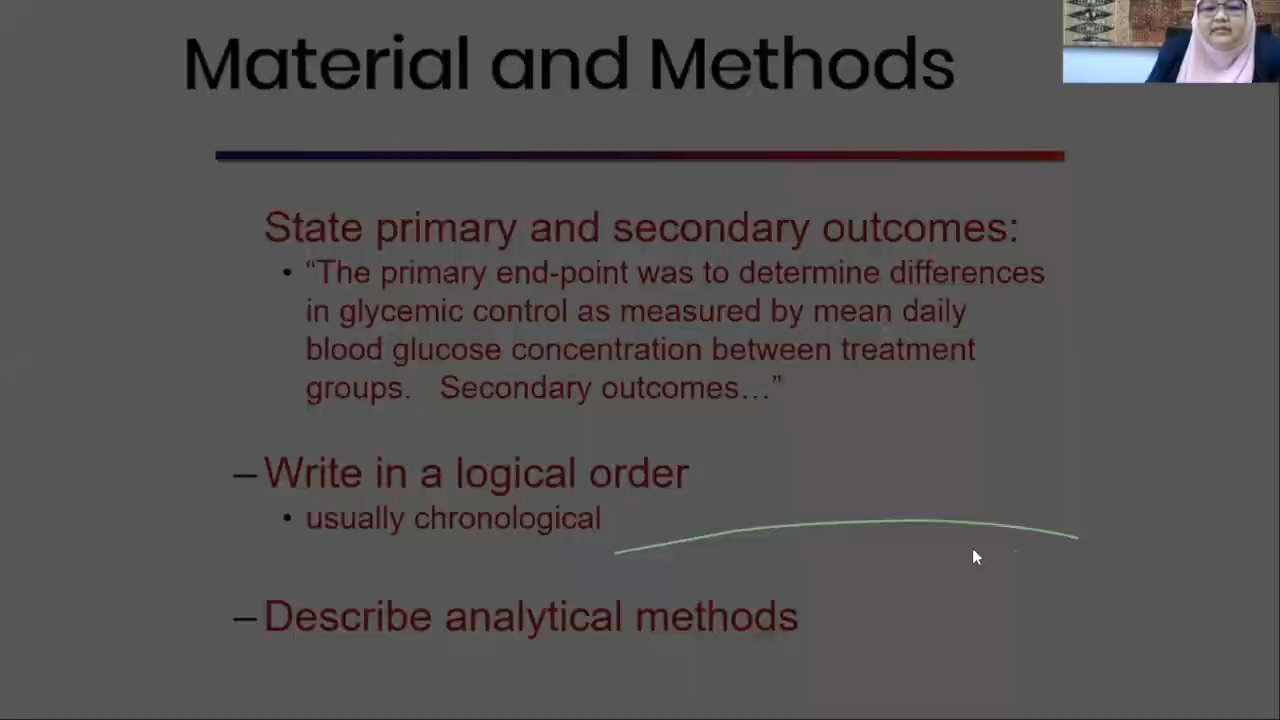 Material and Methods
State primary and secondary outcomes:
• “The primary end-point was to determine differences
in glycemic control as measured by mean daily
blood glucose concentration between treatment
groups.   Secondary outcomes…”
– Write in a logical order
• usually chronological
– Describe analytical methods